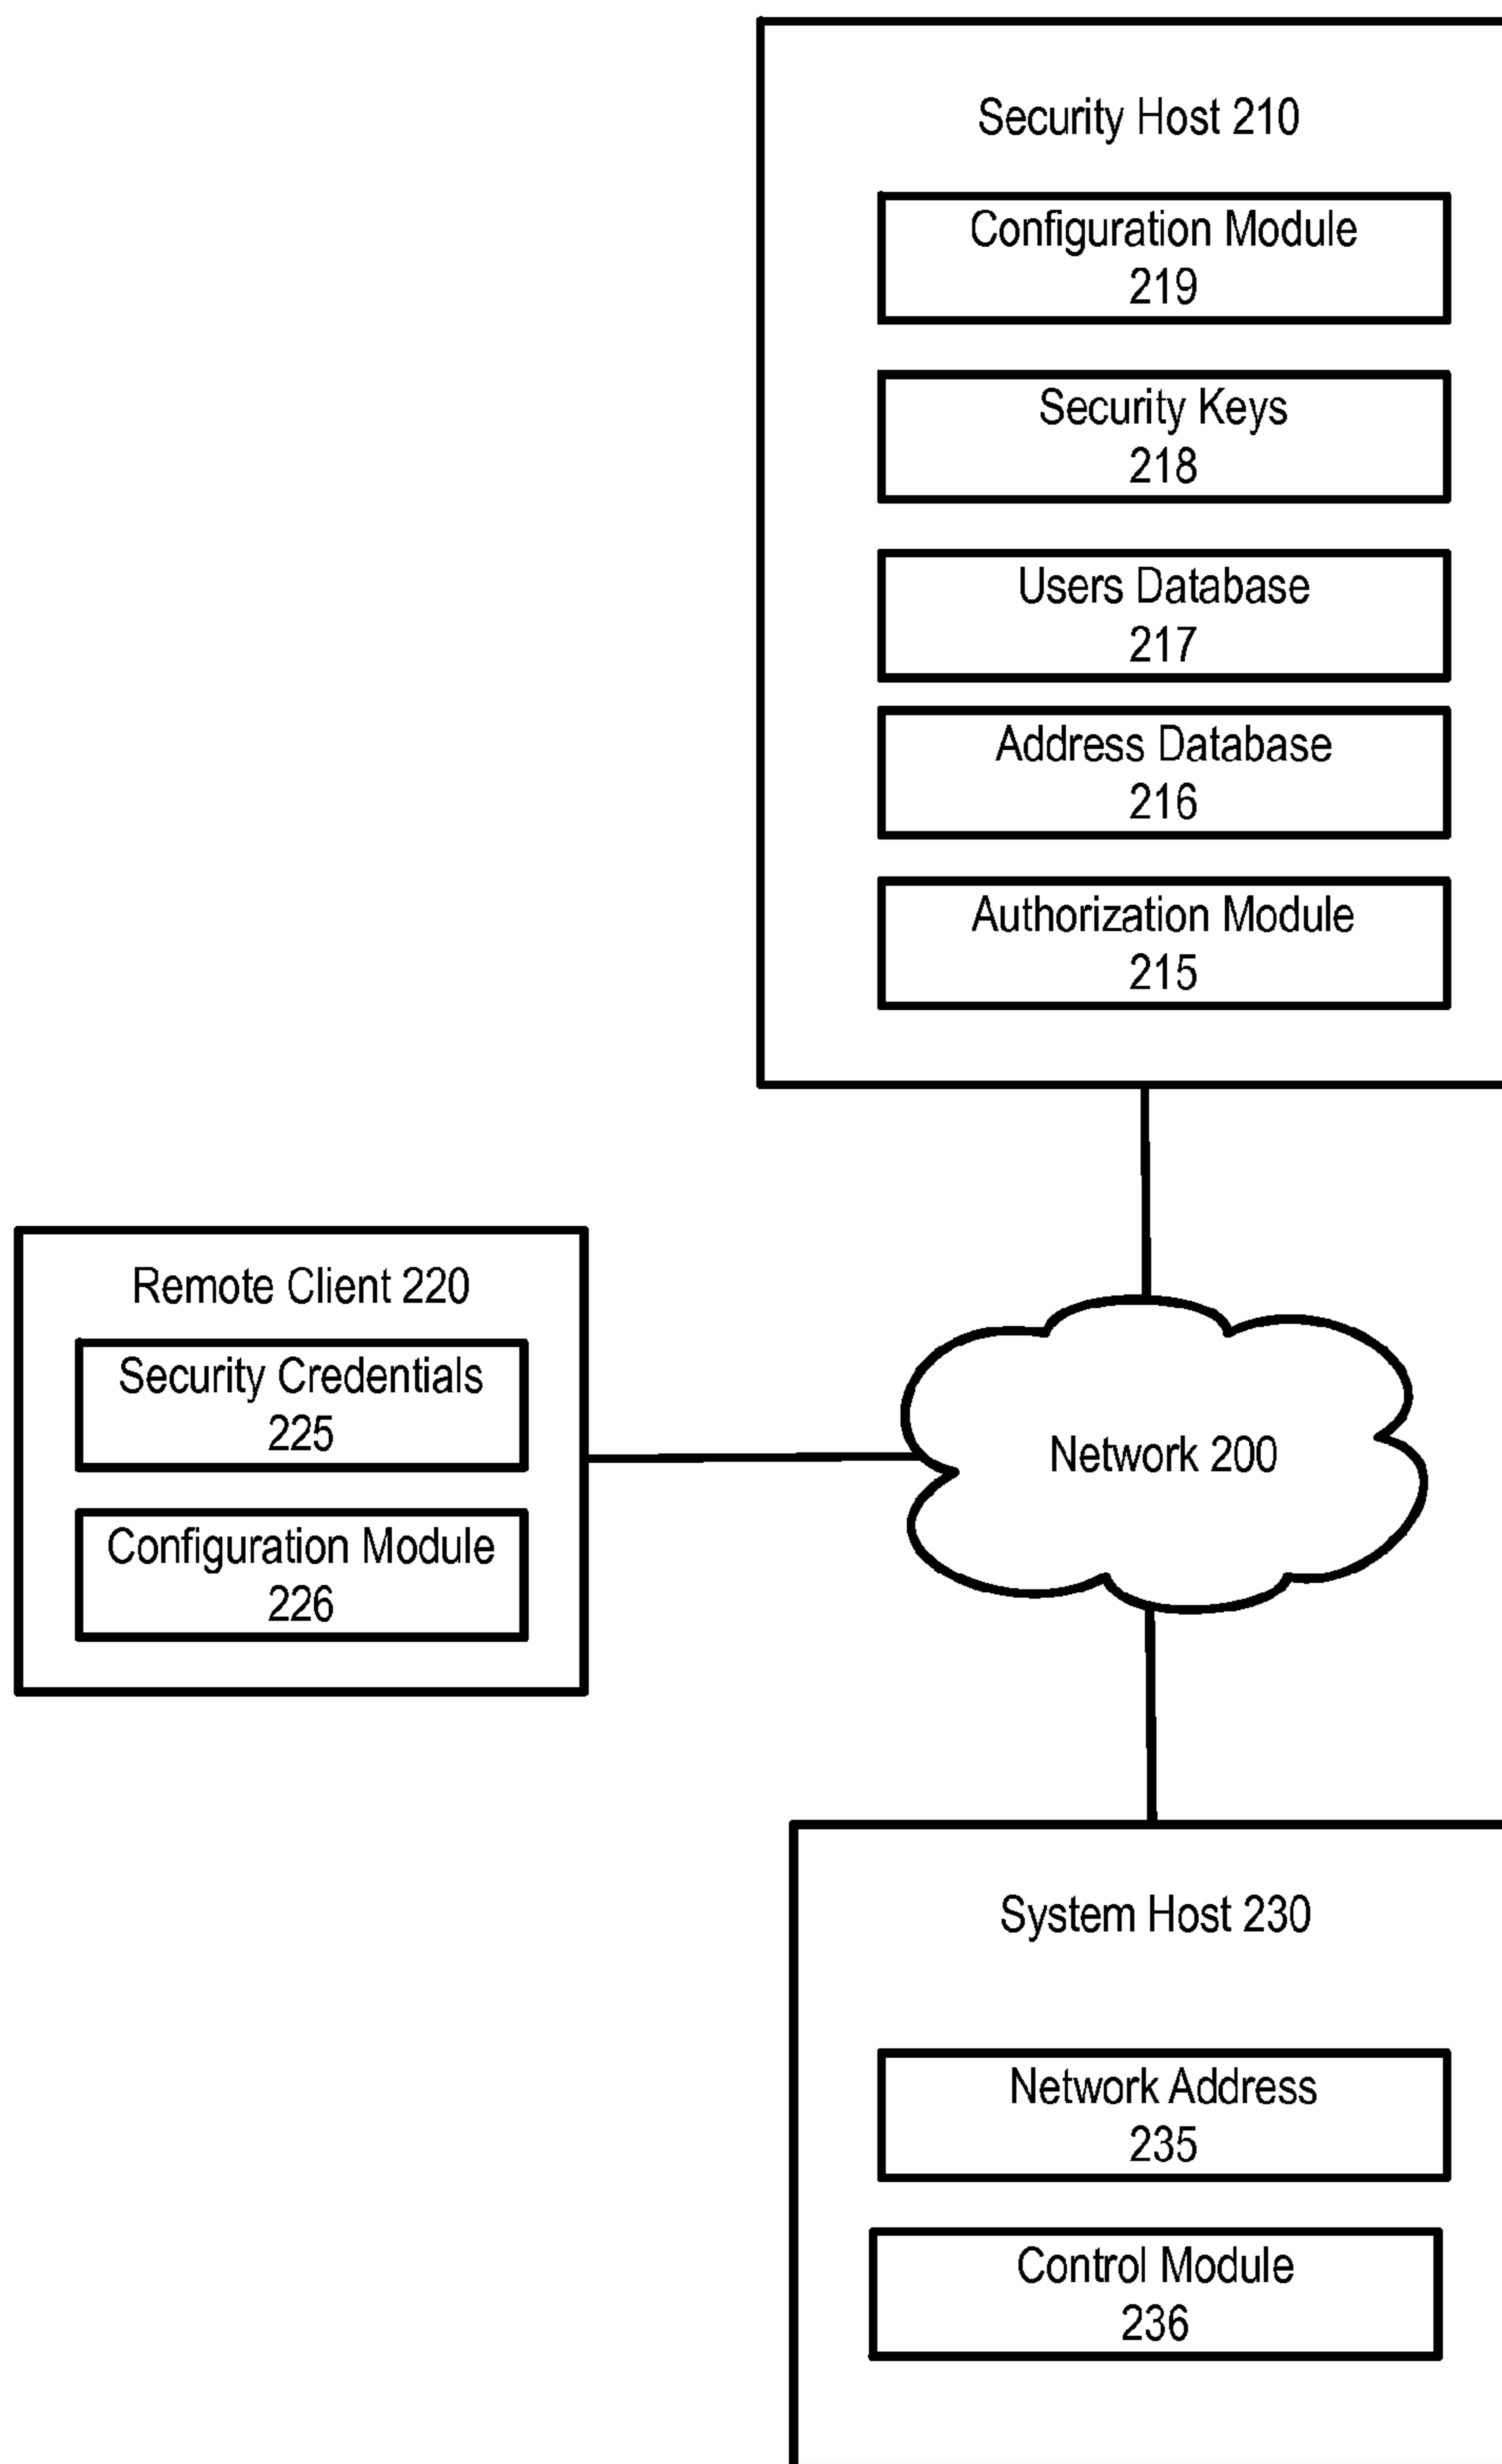 Security Host 210
Configuration Module
219
Security Keys
218
Users Database
217
Address Database
216
Authorization Module
215
Remote Client 220
Security Credentials
225
Configuration Module
226
Network 200
System Host 230
Network Address
235
Control Module
236